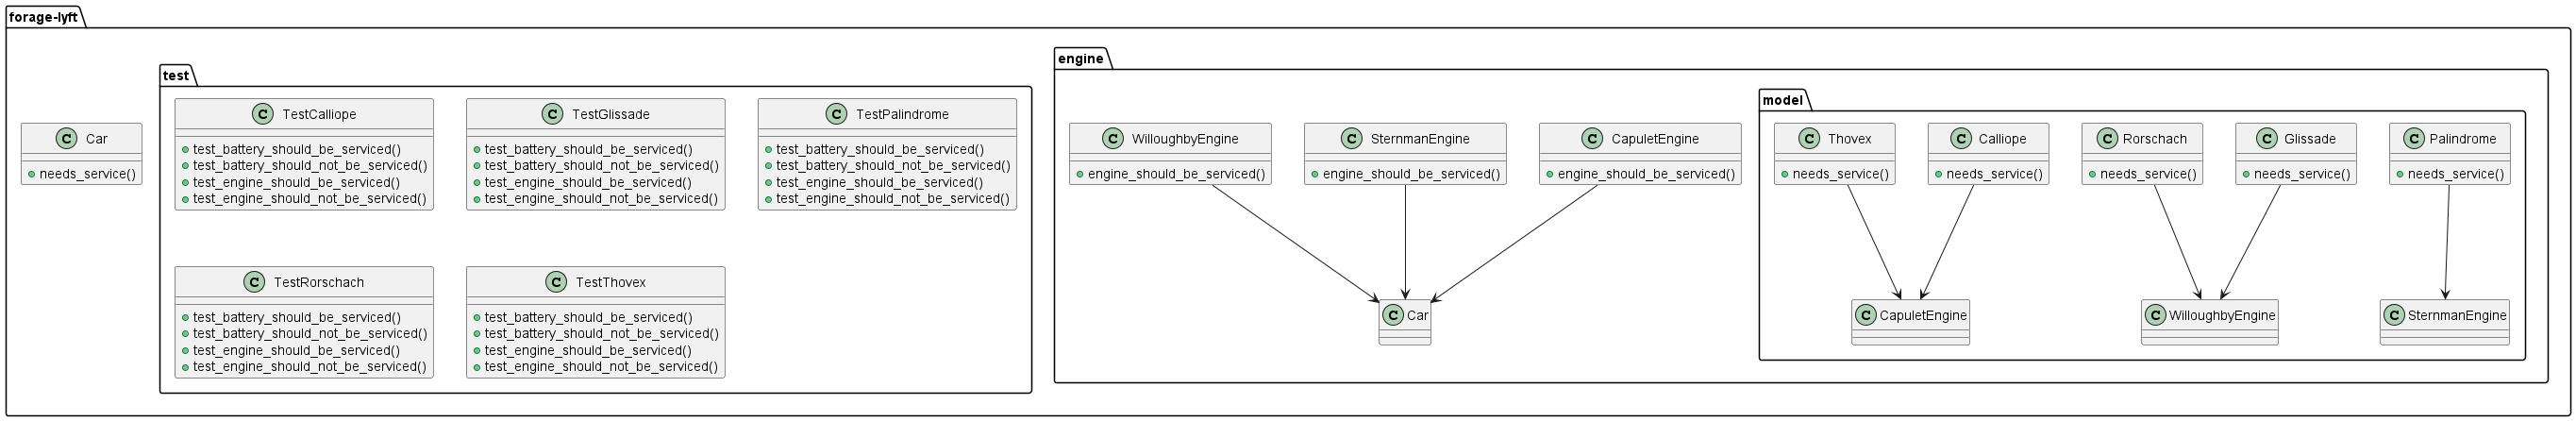 forage-lyft
C Car
needs_service()
test
C TestCalliope
test_battery_should_be_serviced()
test_battery_should_not_be_serviced()
test_engine_should_be_serviced()
test_engine_should_not_be_serviced()
C TestGlissade
test_battery_should_be_serviced()
test_battery_should_not_be_serviced()
test_engine_should_be_serviced()
test_engine_should_not_be_serviced()
C TestPalindrome
test_battery_should_be_serviced()
test_battery_should_not_be_serviced()
test_engine_should_be_serviced()
test_engine_should_not_be_serviced()
C TestRorschach
test_battery_should_be_serviced()
test_battery_should_not_be_serviced()
test_engine_should_be_serviced()
test_engine_should_not_be_serviced()
C TestThovex
test_battery_should_be_serviced()
test_battery_should_not_be_serviced()
test_engine_should_be_serviced()
test_engine_should_not_be_serviced()
engine
C WilloughbyEngine
engine_should_be_serviced()
C SternmanEngine
engine_should_be_serviced()
C CapuletEngine
engine_should_be_serviced()
C Car
model
C Thovex
needs_service()
C Calliope
needs_service()
C Rorschach
needs_service()
C Glissade
needs_service()
C Palindrome
needs_service()
C CapuletEngine
C WilloughbyEngine
C SternmanEngine